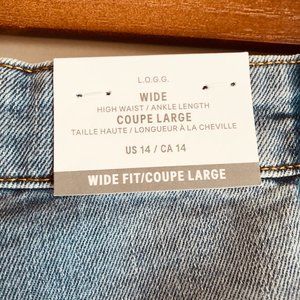 L.O.G.G.
WIDE
HIGH WAIST / ANKLE LENGTH
COUPE LARGE
TAILLE HAUTE / LONGUEUR À LA CHEVILLE
US 14 / CA 14
WIDE FIT/COUPE LARGE